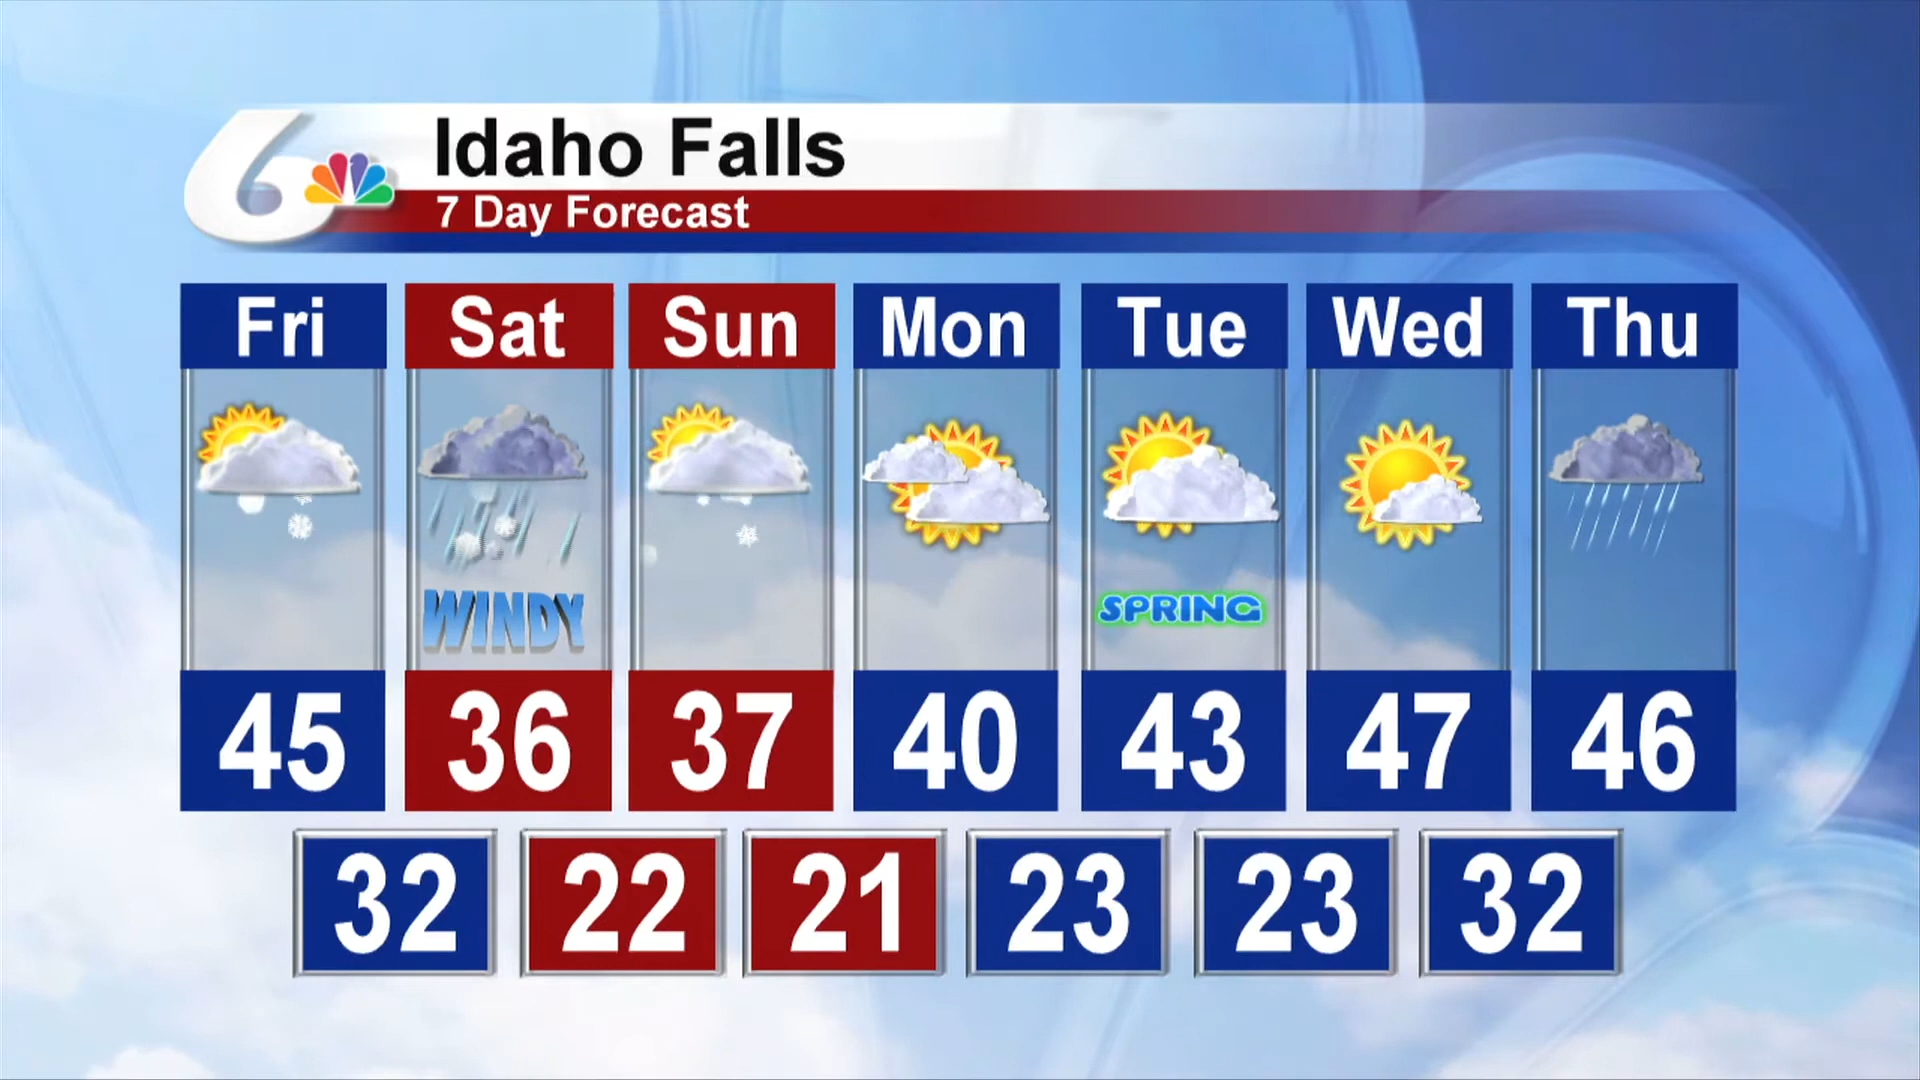 6
Idaho Falls
7 Day Forecast
Fri Sat Sun Mon Tue Wed Thu
WINDY SPRING
45 36 37 40 43 47 46
32 22 21 23 23 32